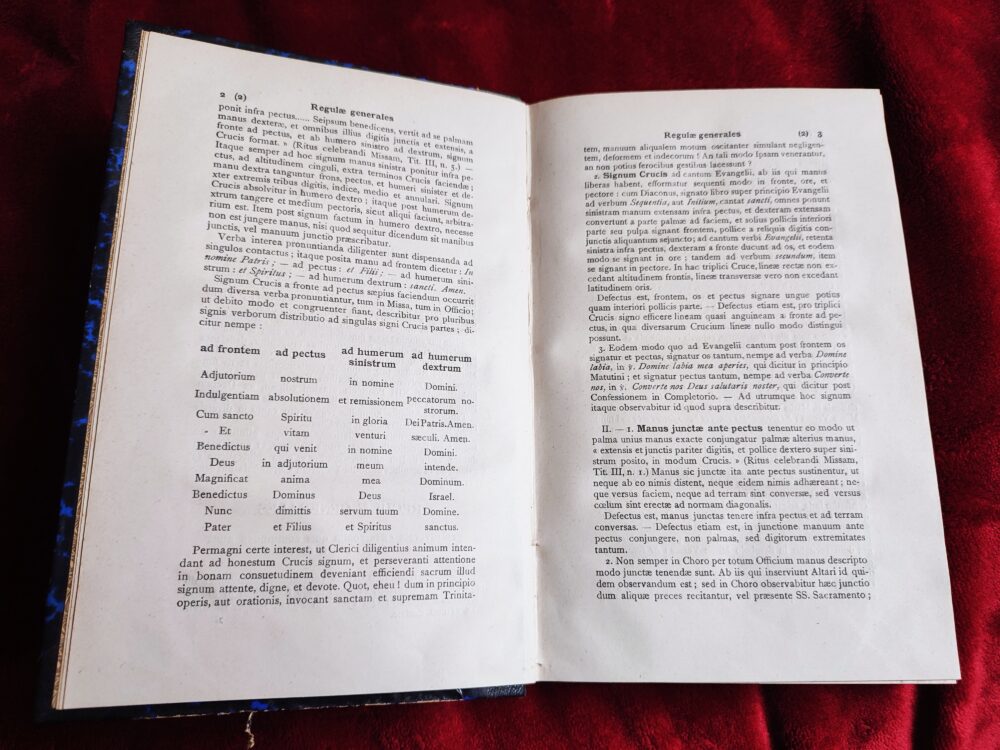 2 (2)
Regulæ generales
ponit infra pectus...... Seipsum benedicens, vertit ad se palmam
manus dexteræ, et omnibus illius digitis junctis et extensis, a
fronte ad pectus, et ab humero sinistro ad dextrum, signum
Crucis format. » (Ritus celebrandi Missam, Tit. III, n. 5.) —
Itaque semper ad hoc signum manus sinistra ponitur infra pe-
ctus, ad altitudinem cinguli, extra terminos Crucis faciendæ ;
manu dextra tanguntur frons, pectus, et humeri sinister et de-
xter extremis tribus digitis, indice, medio et annulari. Signum
Crucis absolvitur in humero dextro ; itaque post humerum de-
xtrum tangere et medium pectoris, sicut aliqui faciunt, arbitra-
rium est. Item post signum factum in humero dextro, necesse
non est jungere manus, nisi quod sequitur dicendum sit manibus
junctis, vel manuum junctio præscribatur.
Verba interea pronuntianda diligenter sunt dispensanda ad
singulos contactus ; itaque posita manu ad frontem dicetur : In
nomine Patris ; — ad pectus : et Filii ; — ad humerum sini-
strum : et Spiritus ; — ad humerum dextrum : sancti. Amen.
Signum Crucis a fronte ad pectus sæpius faciendum occurrit
dum diversa verba pronuntiantur, tum in Missa, tum in Officio ;
ut debito modo et congruenter fiant, describitur pro pluribus
signis verborum distributio ad singulas signi Crucis partes ; di-
citur nempe :
ad frontem ad pectus ad humerum sinistrum ad humerum dextrum
Adjutorium nostrum in nomine Domini.
Indulgentiam absolutionem et remissionem peccatorum no-
strorum.
Cum sancto Spiritu in gloria Dei Patris. Amen.
- Et vitam venturi sæculi. Amen.
Benedictus qui venit in nomine Domini.
Deus in adjutorium meum intende.
Magnificat anima mea Dominum.
Benedictus Dominus Deus Israel.
Nunc dimittis servum tuum Domine.
Pater et Filius et Spiritus sanctus.
Permagni certe interest, ut Clerici diligentius animum inten-
dant ad honestum Crucis signum, et perseveranti attentione
in bonam consuetudinem deveniant efficiendi sacrum illud
signum attente, digne, et devote. Quot, eheu ! dum in principio
operis, aut orationis, invocant sanctam et supremam Trinita-
Regulæ generales
(2) 3
tem, manuum aliqualem motum oscitanter simulant negligen-
tem, deformem et indecorum ! An tali modo Ipsam venerantur,
an non potius ferocibus gestibus lacessunt ?
2. Signum Crucis ad cantum Evangelii, ab iis qui manus
liberas habent, efformatur sequenti modo in fronte, ore, et
pectore : cum Diaconus, signato libro super principio Evangelii
ad verbum Sequentia, aut Initium, cantat sancti, omnes ponunt
sinistram manum extensam infra pectus, et dexteram extensam
convertunt a parte palmæ ad faciem, et solius pollicis interiori
parte seu pulpa signant frontem, pollice a reliquis digitis con-
junctis aliquantum sejuncto; ad cantum verbi Evangelii, retenta
sinistra infra pectus, dexteram a fronte ducunt ad os, et eodem
modo se signant in ore : tandem ad verbum secundum, item
se signant in pectore. In hac triplici Cruce, lineæ rectæ non ex-
cedant altitudinem frontis, lineæ transversæ vero non excedant
latitudinem oris.
Defectus est, frontem, os et pectus signare ungue potius
quam interiori pollicis parte. — Defectus etiam est, pro triplici
Crucis signo efficere lineam quasi anguineam a fronte ad pe-
ctus, in qua diversarum Crucium lineæ nullo modo distingui
possunt.
3. Eodem modo quo ad Evangelii cantum post frontem os
signatur et pectus, signatur os tantum, nempe ad verba Domine
labia, in ℣. Domine labia mea aperies, qui dicitur in principio
Matutini ; et signatur pectus tantum, nempe ad verba Converte
nos, in ℣. Converte nos Deus salutaris noster, qui dicitur post
Confessionem in Completorio. — Ad utrumque hoc signum
itaque observabitur id quod supra describitur.
II. — 1. Manus junctæ ante pectus tenentur eo modo ut
palma unius manus exacte conjungatur palmæ alterius manus,
« extensis et junctis pariter digitis, et pollice dextero super sini-
strum posito, in modum Crucis. » (Ritus celebrandi Missam,
Tit. III, n. 1.) Manus sic junctæ ita ante pectus sustinentur, ut
neque ab eo nimis distent, neque eidem nimis adhæreant ; ne-
que versus faciem, neque ad terram sint conversæ, sed versus
cœlum sint erectæ ad normam diagonalis.
Defectus est, manus junctas tenere infra pectus et ad terram
conversas. — Defectus etiam est, in junctione manuum ante
pectus conjungere, non palmas, sed digitorum extremitates
tantum.
2. Non semper in Choro per totum Officium manus descripto
modo junctæ tenendæ sunt. Ab iis qui inserviunt Altari id qui-
dem observandum est ; sed in Choro observabitur hæc junctio
dum aliquæ preces recitantur, vel præsente SS. Sacramento ;